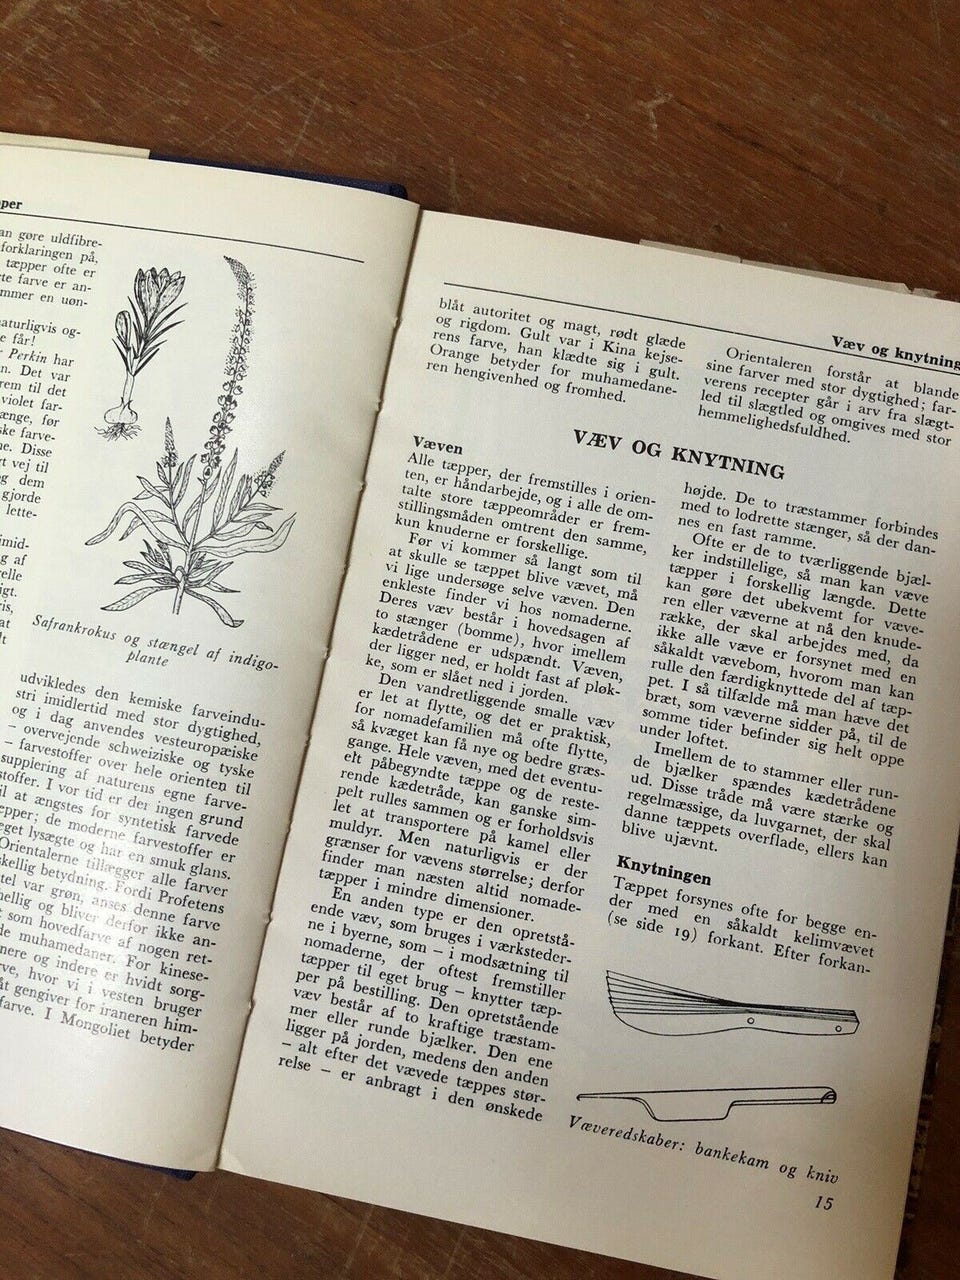 an gøre uldfibre-
forklaringen på,
tæpper ofte er
rte farve er an-
mmer en uøn-
naturligvis og-
e får!
r Perkin har
n. Det var
rem til det
violet far-
ænge, før
ske farve-
ne. Disse
t vej til
g dem
gjorde
lette-
imid-
g af
relle
igt.
ris,
at
dt
Safrankrokus og stængel af indigo-
plante
udvikledes den kemiske farveindu-
stri imidlertid med stor dygtighed,
og i dag anvendes vesteuropæiske
– overvejende schweiziske og tyske
– farvestoffer over hele orienten til
supplering af naturens egne farve-
stoffer. I vor tid er der ingen grund
til at ængstes for syntetisk farvede
tæpper; de moderne farvestoffer er
meget lysægte og har en smuk glans.
Orientalerne tillægger alle farver
skellig betydning. Fordi Profetens
tel var grøn, anses denne farve
hellig og bliver derfor ikke an-
t som hovedfarve af nogen ret-
de muhamedaner. For kinese-
nere og indere er hvidt sorg-
rve, hvor vi i vesten bruger
åt gengiver for iraneren him-
farve. I Mongoliet betyder
Væv og knytning
blåt autoritet og magt, rødt glæde
og rigdom. Gult var i Kina kejse-
rens farve, han klædte sig i gult.
Orange betyder for muhamedane-
ren hengivenhed og fromhed.
Orientaleren forstår at blande
sine farver med stor dygtighed; far-
verens recepter går i arv fra slægt-
led til slægtled og omgives med stor
hemmelighedsfuldhed.
VÆV OG KNYTNING
Væven
Alle tæpper, der fremstilles i orien-
ten, er håndarbejde, og i alle de om-
talte store tæppeområder er frem-
stillingsmåden omtrent den samme,
kun knuderne er forskellige.
Før vi kommer så langt som til
at skulle se tæppet blive vævet, må
vi lige undersøge selve væven. Den
enkleste finder vi hos nomaderne.
Deres væv består i hovedsagen af
to stænger (bomme), hvor imellem
kædetrådene er udspændt. Væven,
der ligger ned, er holdt fast af pløk-
ke, som er slået ned i jorden.
Den vandretliggende smalle væv
er let at flytte, og det er praktisk,
for nomadefamilien må ofte flytte,
så kvæget kan få nye og bedre græs-
gange. Hele væven, med det eventu-
elt påbegyndte tæppe og de reste-
rende kædetråde, kan ganske sim-
pelt rulles sammen og er forholdsvis
let at transportere på kamel eller
muldyr. Men naturligvis er der
grænser for vævens størrelse; derfor
finder man næsten altid nomade-
tæpper i mindre dimensioner.
En anden type er den opretstå-
ende væv, som bruges i værksteder-
ne i byerne, som – i modsætning til
nomaderne, der oftest fremstiller
tæpper til eget brug – knytter tæp-
per på bestilling. Den opretstående
væv består af to kraftige træstam-
mer eller runde bjælker. Den ene
ligger på jorden, medens den anden
– alt efter det vævede tæppes stør-
relse – er anbragt i den ønskede
højde. De to træstammer forbindes
med to lodrette stænger, så der dan-
nes en fast ramme.
Ofte er de to tværliggende bjæl-
ker indstillelige, så man kan væve
tæpper i forskellig længde. Dette
kan gøre det ubekvemt for væve-
ren eller væverne at nå den knude-
række, der skal arbejdes med, da
ikke alle væve er forsynet med en
såkaldt vævebom, hvorom man kan
rulle den færdigknyttede del af tæp-
pet. I så tilfælde må man hæve det
bræt, som væverne sidder på, til de
somme tider befinder sig helt oppe
under loftet.
Imellem de to stammer eller run-
de bjælker spændes kædetrådene
ud. Disse tråde må være stærke og
regelmæssige, da luvgarnet, der skal
danne tæppets overflade, ellers kan
blive ujævnt.
Knytningen
Tæppet forsynes ofte for begge en-
der med en såkaldt kelimvævet
(se side 19) forkant. Efter forkan-
Væveredskaber: bankekam og kniv
15